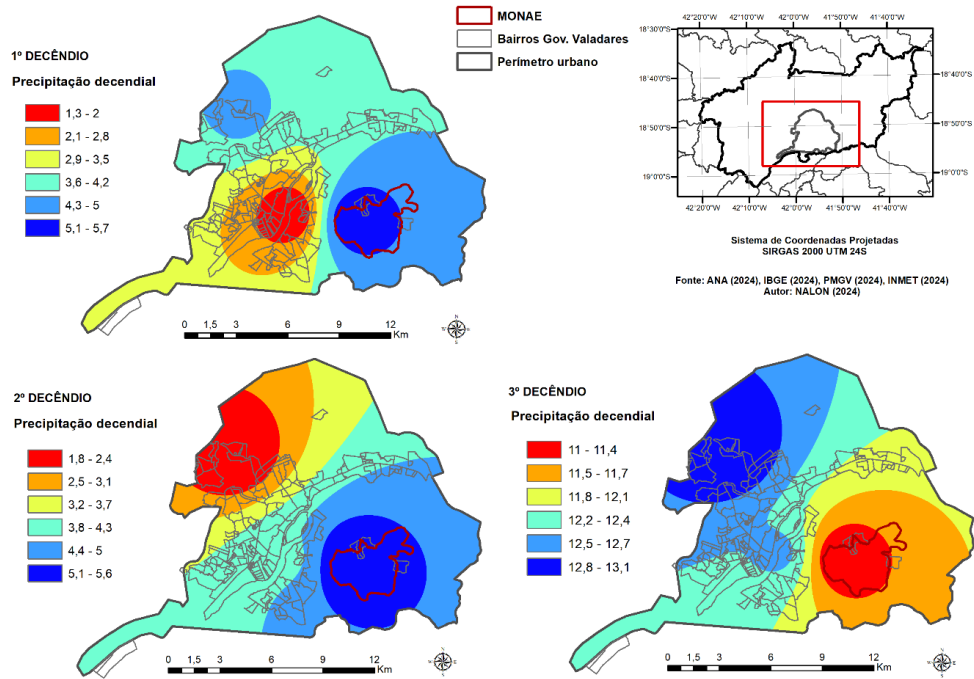 MONAE
Bairros Gov. Valadares
Perímetro urbano
1º DECÊNDIO
Precipitação decendial
1,3 - 2
2,1 - 2,8
2,9 - 3,5
3,6 - 4,2
4,3 - 5
5,1 - 5,7
0 1,5 3 6 9 12
Km
N
W E
S
42°20'0"W 42°10'0"W 42°0'0"W 41°50'0"W 41°40'0"W
18°30'0"S
18°40'0"S 18°40'0"S
18°50'0"S 18°50'0"S
19°0'0"S 19°0'0"S
42°20'0"W 42°10'0"W 42°0'0"W 41°50'0"W 41°40'0"W
Sistema de Coordenadas Projetadas
SIRGAS 2000 UTM 24S
Fonte: ANA (2024), IBGE (2024), PMGV (2024), INMET (2024)
Autor: NALON (2024)
2º DECÊNDIO
Precipitação decendial
1,8 - 2,4
2,5 - 3,1
3,2 - 3,7
3,8 - 4,3
4,4 - 5
5,1 - 5,6
0 1,5 3 6 9 12
Km
N
W E
S
3º DECÊNDIO
Precipitação decendial
11 - 11,4
11,5 - 11,7
11,8 - 12,1
12,2 - 12,4
12,5 - 12,7
12,8 - 13,1
0 1,5 3 6 9 12
Km
N
W E
S